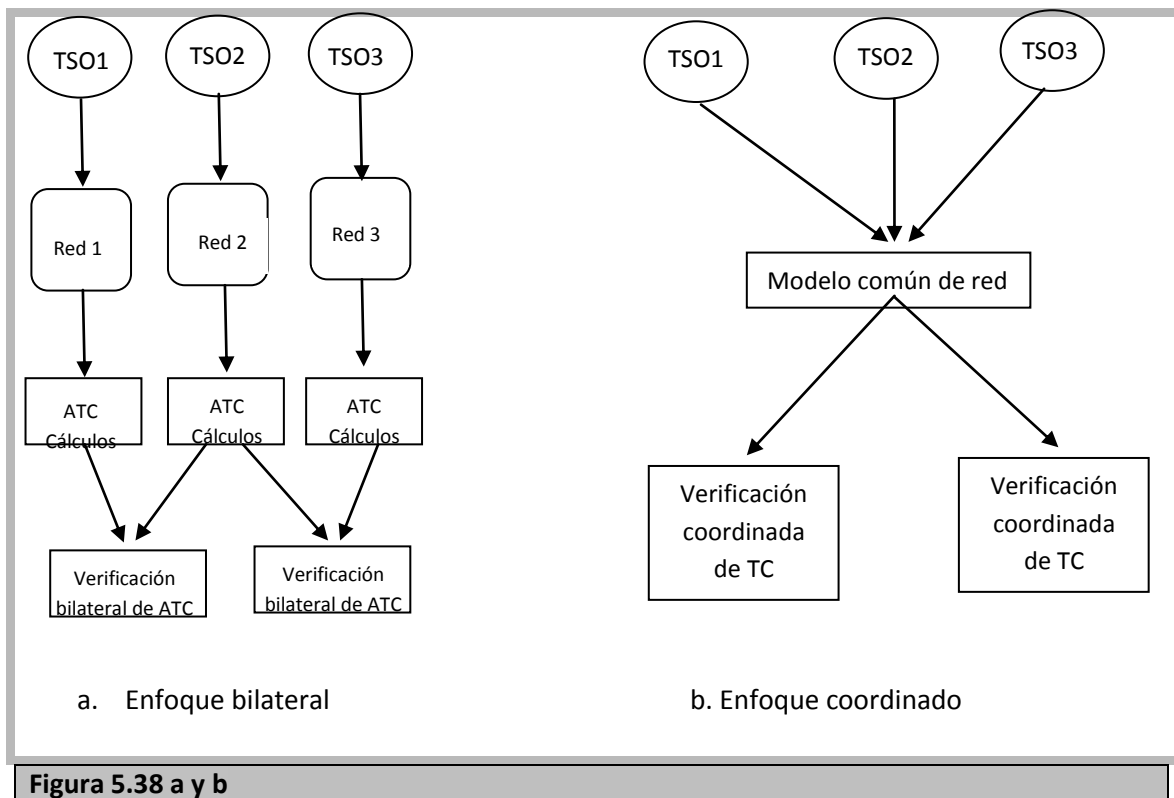 TSO1
TSO2
TSO3
Red 1
Red 2
Red 3
ATC
Cálculos
ATC
Cálculos
ATC
Cálculos
Verificación
bilateral de ATC
Verificación
bilateral de ATC
a. Enfoque bilateral
TSO1
TSO2
TSO3
Modelo común de red
Verificación
coordinada
de TC
Verificación
coordinada
de TC
b. Enfoque coordinado
Figura 5.38 a y b